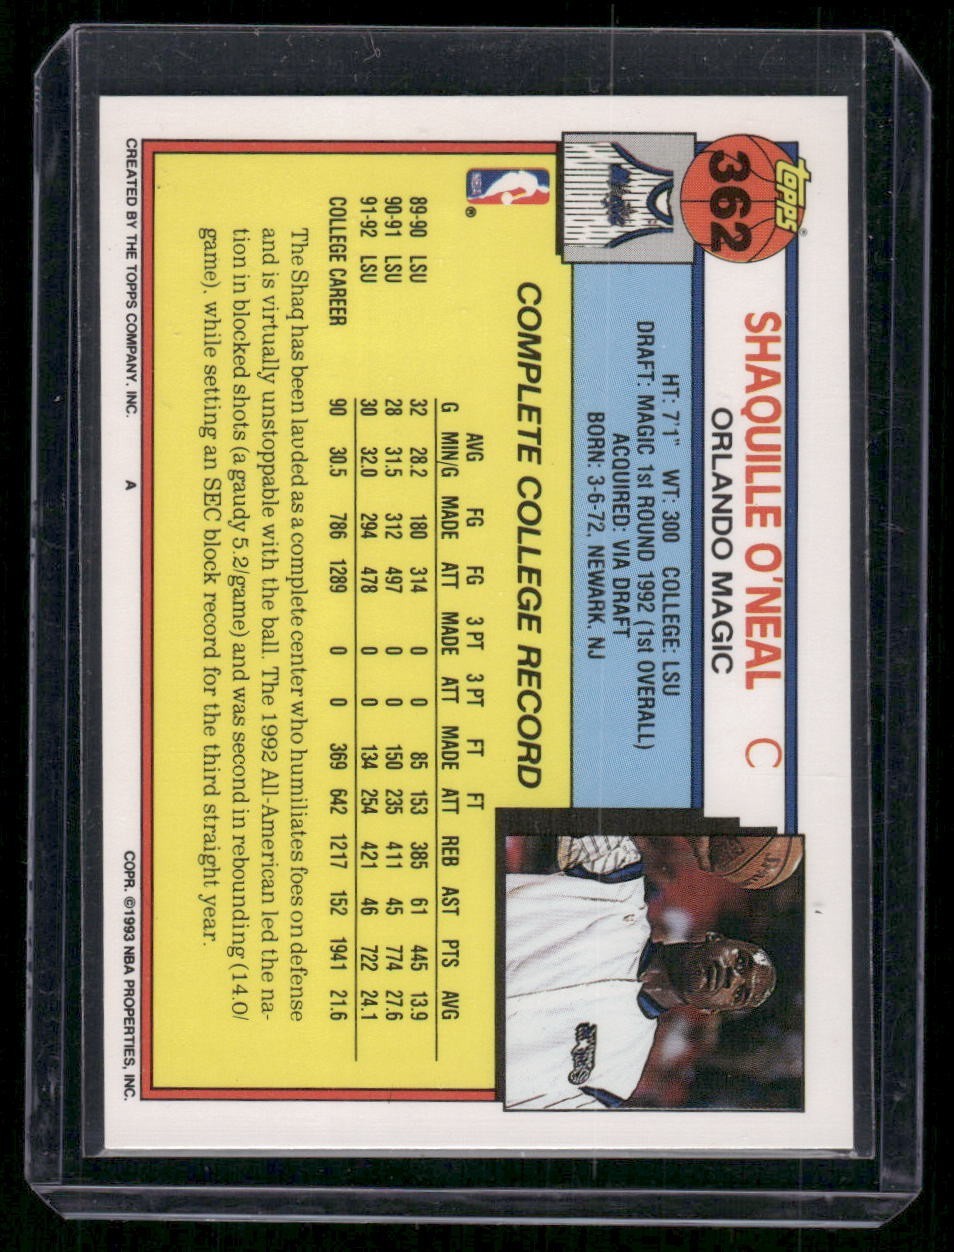 topps
362
SHAQUILLE O'NEAL C
ORLANDO MAGIC
HT: 7'1" WT: 300 COLLEGE: LSU
DRAFT: MAGIC 1st ROUND 1992 (1st OVERALL)
ACQUIRED: VIA DRAFT
BORN: 3-6-72, NEWARK, NJ
COMPLETE COLLEGE RECORD
AVG FG FG 3 PT 3 PT FT FT
G MIN/G MADE ATT MADE ATT MADE ATT REB AST PTS AVG
89-90 LSU 32 28.2 180 314 0 0 85 153 385 61 445 13.9
90-91 LSU 28 31.5 312 497 0 0 150 235 411 45 774 27.6
91-92 LSU 30 32.0 294 478 0 0 134 254 421 46 722 24.1
COLLEGE CAREER 90 30.5 786 1289 0 0 369 642 1217 152 1941 21.6
The Shaq has been lauded as a complete center who humiliates foes on defense
and is virtually unstoppable with the ball. The 1992 All-American led the na-
tion in blocked shots (a gaudy 5.2/game) and was second in rebounding (14.0/
game), while setting an SEC block record for the third straight year.
CREATED BY THE TOPPS COMPANY, INC. A COPR. ©1993 NBA PROPERTIES, INC.